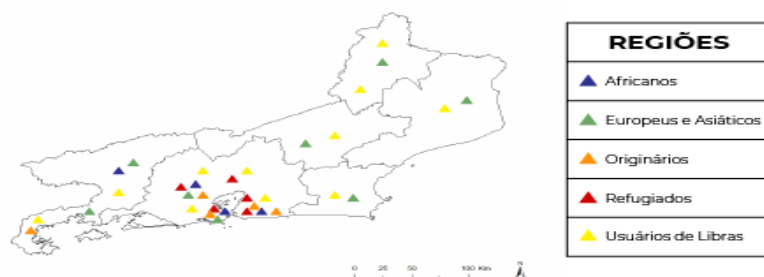 REGIÕES
Africanos
Europeus e Asiáticos
Originários
Refugiados
Usuários de Libras
0 25 50 100 Km
N